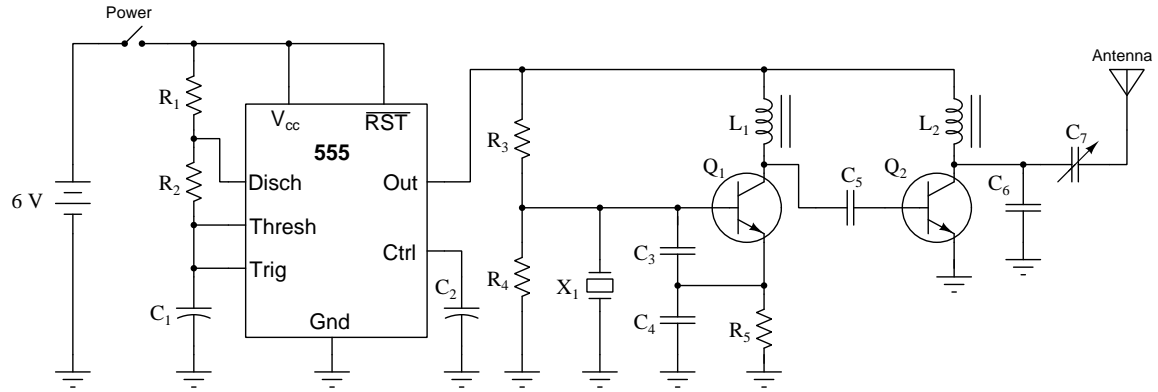 Power
Antenna
R1
Vcc
RST
555
R3
L1
L2
C7
6 V
R2
Disch
Out
Q1
C5
Q2
C6
Thresh
Trig
Ctrl
R4
X1
C3
C1
C2
C4
R5
Gnd